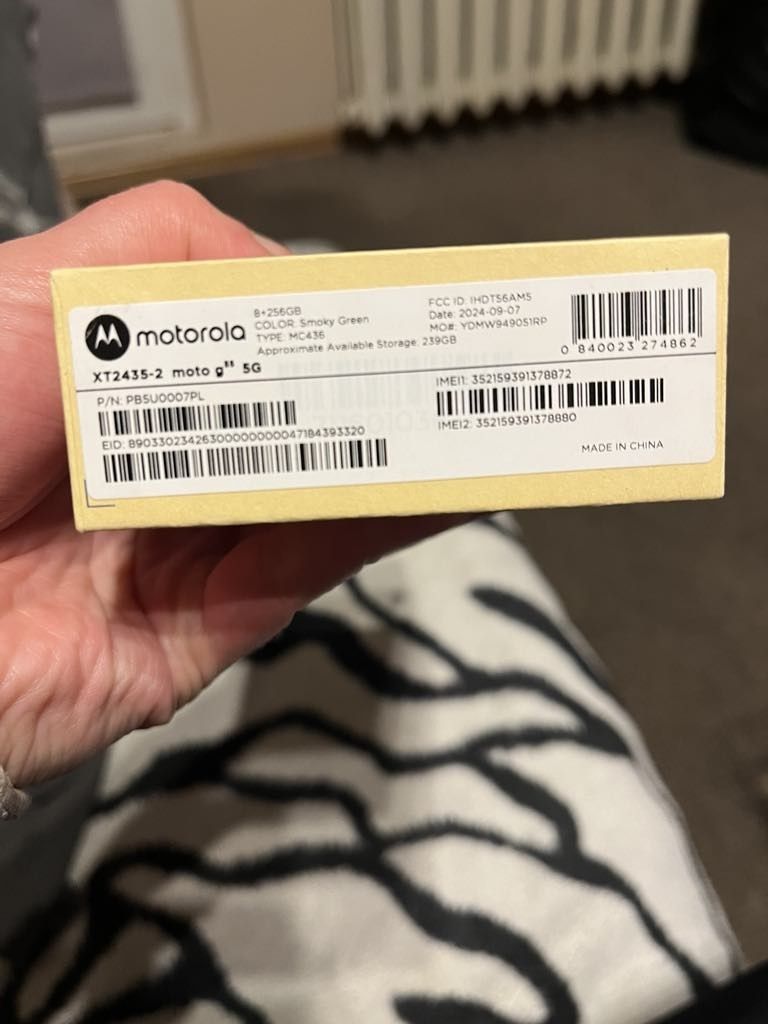 motorola
8+256GB
COLOR: Smoky Green
TYPE: MC436
Approximate Available Storage: 239GB
FCC ID: IHDT56AM5
Date: 2024-09-07
MO#: YDMW949051RP
0 840023 274862
XT2435-2 moto g⁵⁵ 5G
P/N: PB5U0007PL
EID: 89033023426300000000047184393320
IMEI1: 352159391378872
IMEI2: 352159391378880
MADE IN CHINA